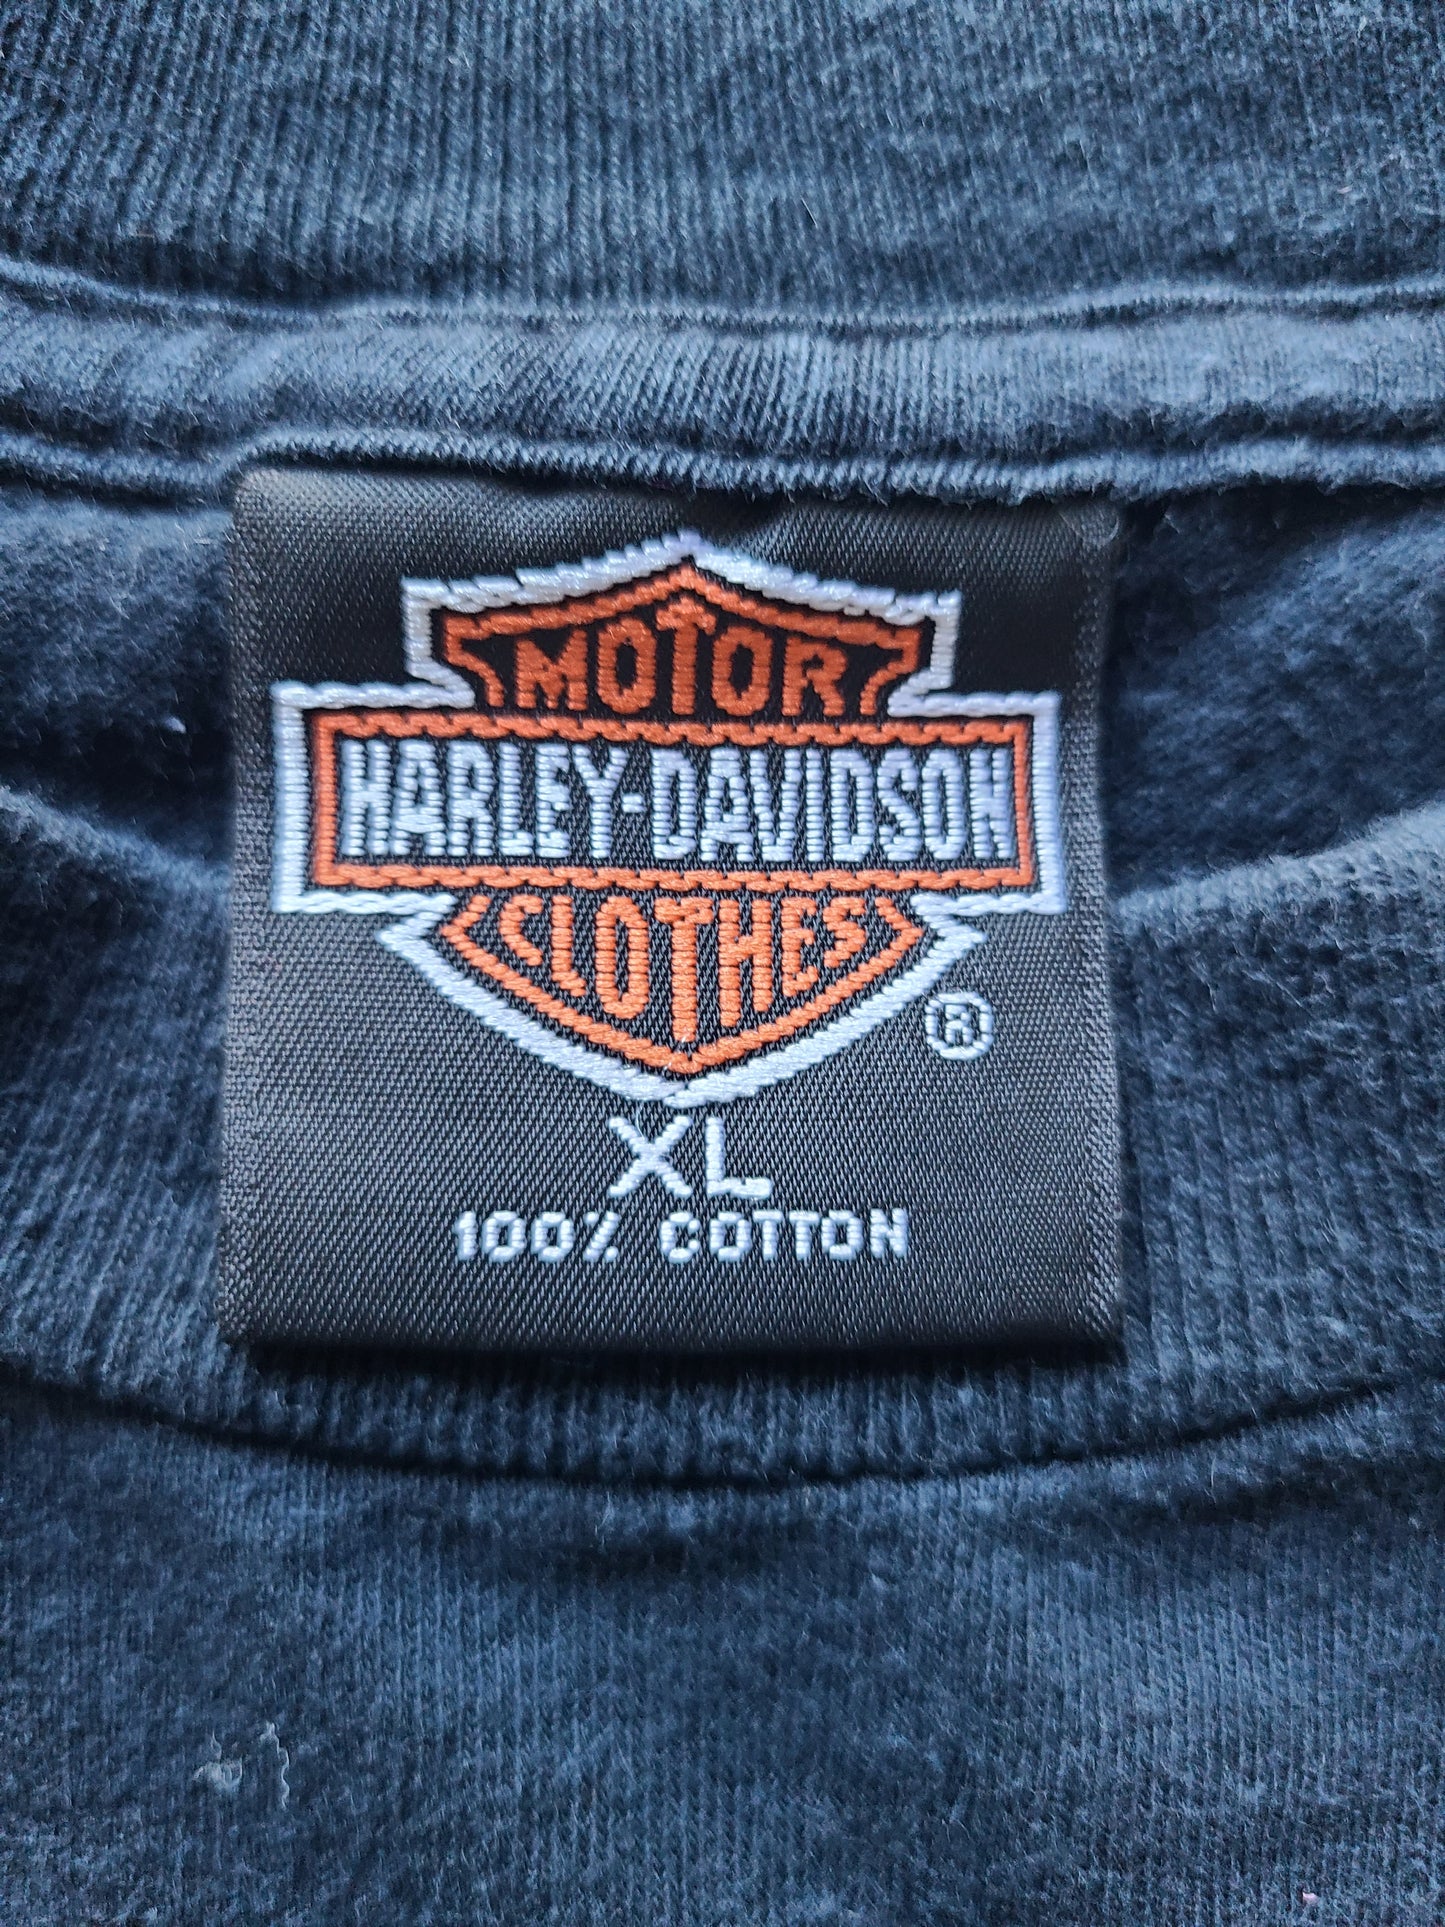 MOTOR
HARLEY-DAVIDSON
CLOTHES
®
XL
100% COTTON